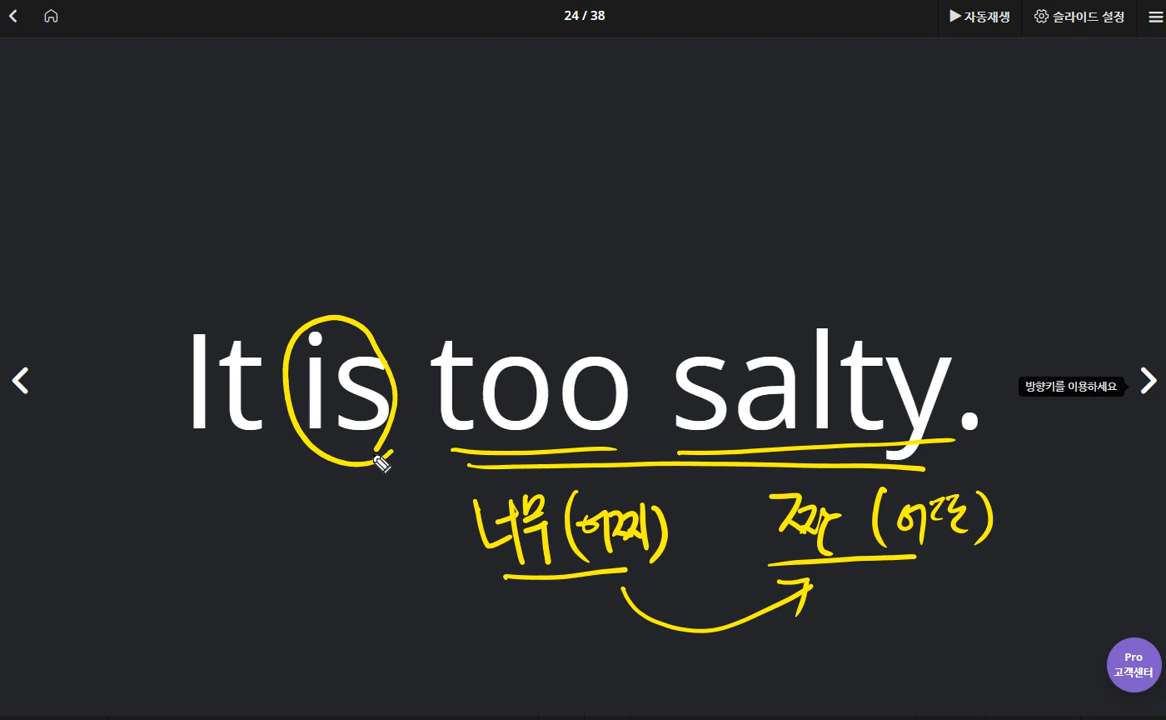 24 / 38
▶ 자동재생
슬라이드 설정
It is too salty.
방향키를 이용하세요
너무 (어찌) 짠 (어떤)
Pro
고객센터